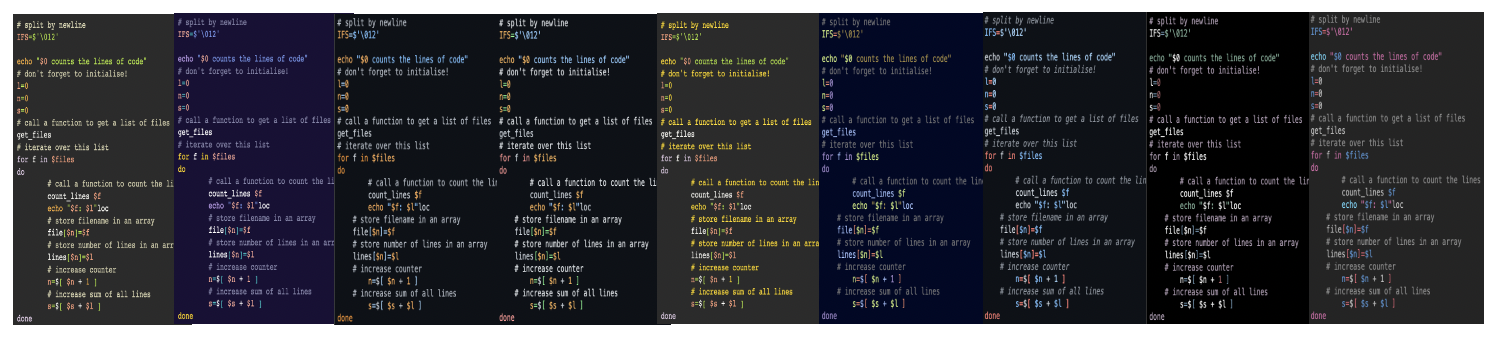 # split by newline
IFS=$'\012'
echo "$0 counts the lines of code"
# don't forget to initialise!
l=0
n=0
s=0
# call a function to get a list of files
get_files
# iterate over this list
for f in $files
do
# call a function to count the li
count_lines $f
echo "$f: $l"loc
# store filename in an array
file[$n]=$f
# store number of lines in an arr
lines[$n]=$l
# increase counter
n=$[ $n + 1 ]
# increase sum of all lines
s=$[ $s + $l ]
done
# split by newline
IFS=$'\012'
echo "$0 counts the lines of code"
# don't forget to initialise!
l=0
n=0
s=0
# call a function to get a list of files
get_files
# iterate over this list
for f in $files
do
# call a function to count the li
count_lines $f
echo "$f: $l"loc
# store filename in an array
file[$n]=$f
# store number of lines in an arr
lines[$n]=$l
# increase counter
n=$[ $n + 1 ]
# increase sum of all lines
s=$[ $s + $l ]
done
# split by newline
IFS=$'\012'
echo "$0 counts the lines of code"
# don't forget to initialise!
l=0
n=0
s=0
# call a function to get a list of files
get_files
# iterate over this list
for f in $files
do
# call a function to count the lin
count_lines $f
echo "$f: $l"loc
# store filename in an array
file[$n]=$f
# store number of lines in an array
lines[$n]=$l
# increase counter
n=$[ $n + 1 ]
# increase sum of all lines
s=$[ $s + $l ]
done
# split by newline
IFS=$'\012'
echo "$0 counts the lines of code"
# don't forget to initialise!
l=0
n=0
s=0
# call a function to get a list of files
get_files
# iterate over this list
for f in $files
do
# call a function to count the lin
count_lines $f
echo "$f: $l"loc
# store filename in an array
file[$n]=$f
# store number of lines in an array
lines[$n]=$l
# increase counter
n=$[ $n + 1 ]
# increase sum of all lines
s=$[ $s + $l ]
done
# split by newline
IFS=$'\012'
echo "$0 counts the lines of code"
# don't forget to initialise!
l=0
n=0
s=0
# call a function to get a list of files
get_files
# iterate over this list
for f in $files
do
# call a function to count the lin
count_lines $f
echo "$f: $l"loc
# store filename in an array
file[$n]=$f
# store number of lines in an arra
lines[$n]=$l
# increase counter
n=$[ $n + 1 ]
# increase sum of all lines
s=$[ $s + $l ]
done
# split by newline
IFS=$'\012'
echo "$0 counts the lines of code"
# don't forget to initialise!
l=0
n=0
s=0
# call a function to get a list of files
get_files
# iterate over this list
for f in $files
do
# call a function to count the lin
count_lines $f
echo "$f: $l"loc
# store filename in an array
file[$n]=$f
# store number of lines in an array
lines[$n]=$l
# increase counter
n=$[ $n + 1 ]
# increase sum of all lines
s=$[ $s + $l ]
done
# split by newline
IFS=$'\012'
echo "$0 counts the lines of code"
# don't forget to initialise!
l=0
n=0
s=0
# call a function to get a list of files
get_files
# iterate over this list
for f in $files
do
# call a function to count the lin
count_lines $f
echo "$f: $l"loc
# store filename in an array
file[$n]=$f
# store number of lines in an array
lines[$n]=$l
# increase counter
n=$[ $n + 1 ]
# increase sum of all lines
s=$[ $s + $l ]
done
# split by newline
IFS=$'\012'
echo "$0 counts the lines of code"
# don't forget to initialise!
l=0
n=0
s=0
# call a function to get a list of files
get_files
# iterate over this list
for f in $files
do
# call a function to count the lin
count_lines $f
echo "$f: $l"loc
# store filename in an array
file[$n]=$f
# store number of lines in an array
lines[$n]=$l
# increase counter
n=$[ $n + 1 ]
# increase sum of all lines
s=$[ $s + $l ]
done
# split by newline
IFS=$'\012'
echo "$0 counts the lines of code"
# don't forget to initialise!
l=0
n=0
s=0
# call a function to get a list of files
get_files
# iterate over this list
for f in $files
do
# call a function to count the lines
count_lines $f
echo "$f: $l"loc
# store filename in an array
file[$n]=$f
# store number of lines in an array
lines[$n]=$l
# increase counter
n=$[ $n + 1 ]
# increase sum of all lines
s=$[ $s + $l ]
done